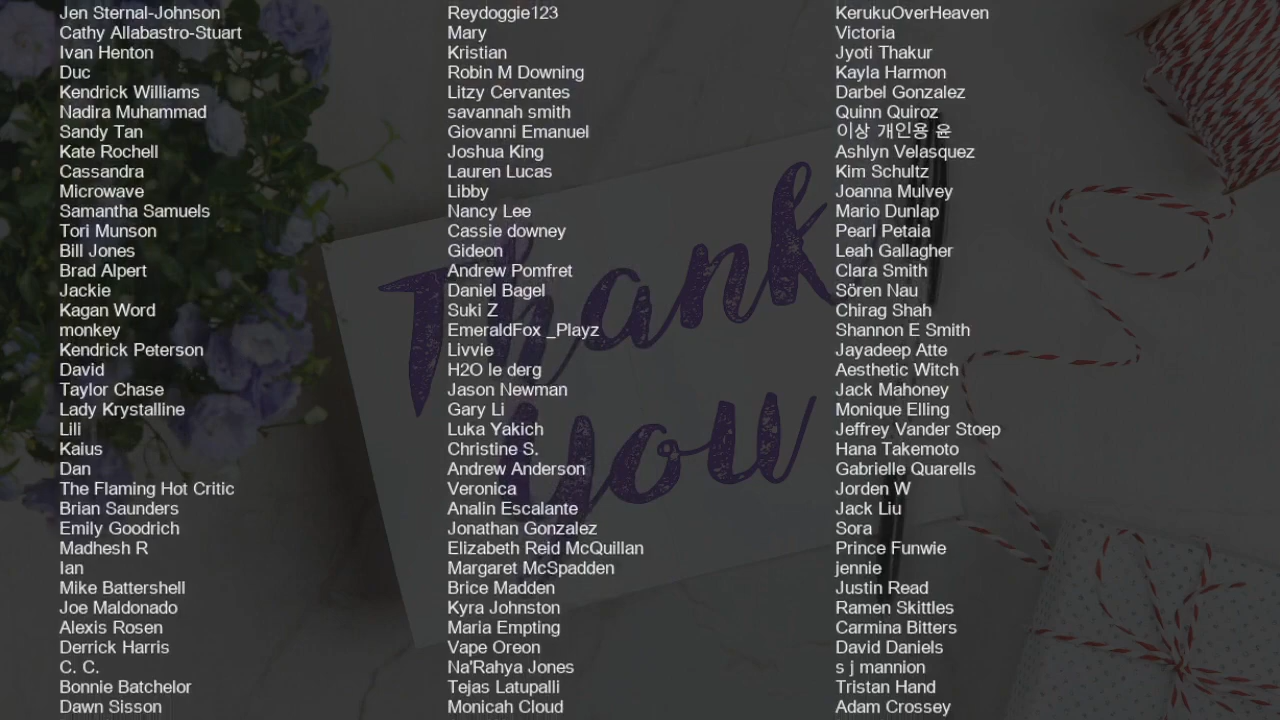 Jen Sternal-Johnson
Cathy Allabastro-Stuart
Ivan Henton
Duc
Kendrick Williams
Nadira Muhammad
Sandy Tan
Kate Rochell
Cassandra
Microwave
Samantha Samuels
Tori Munson
Bill Jones
Brad Alpert
Jackie
Kagan Word
monkey
Kendrick Peterson
David
Taylor Chase
Lady Krystalline
Lili
Kaius
Dan
The Flaming Hot Critic
Brian Saunders
Emily Goodrich
Madhesh R
Ian
Mike Battershell
Joe Maldonado
Alexis Rosen
Derrick Harris
C. C.
Bonnie Batchelor
Dawn Sisson
Reydoggie123
Mary
Kristian
Robin M Downing
Litzy Cervantes
savannah smith
Giovanni Emanuel
Joshua King
Lauren Lucas
Libby
Nancy Lee
Cassie downey
Gideon
Andrew Pomfret
Daniel Bagel
Suki Z
EmeraldFox _Playz
Livvie
H2O le derg
Jason Newman
Gary Li
Luka Yakich
Christine S.
Andrew Anderson
Veronica
Analin Escalante
Jonathan Gonzalez
Elizabeth Reid McQuillan
Margaret McSpadden
Brice Madden
Kyra Johnston
Maria Empting
Vape Oreon
Na'Rahya Jones
Tejas Latupalli
Monicah Cloud
KerukuOverHeaven
Victoria
Jyoti Thakur
Kayla Harmon
Darbel Gonzalez
Quinn Quiroz
이상 개인용 윤
Ashlyn Velasquez
Kim Schultz
Joanna Mulvey
Mario Dunlap
Pearl Petaia
Leah Gallagher
Clara Smith
Sören Nau
Chirag Shah
Shannon E Smith
Jayadeep Atte
Aesthetic Witch
Jack Mahoney
Monique Elling
Jeffrey Vander Stoep
Hana Takemoto
Gabrielle Quarells
Jorden W
Jack Liu
Sora
Prince Funwie
jennie
Justin Read
Ramen Skittles
Carmina Bitters
David Daniels
s j mannion
Tristan Hand
Adam Crossey
Thank
you